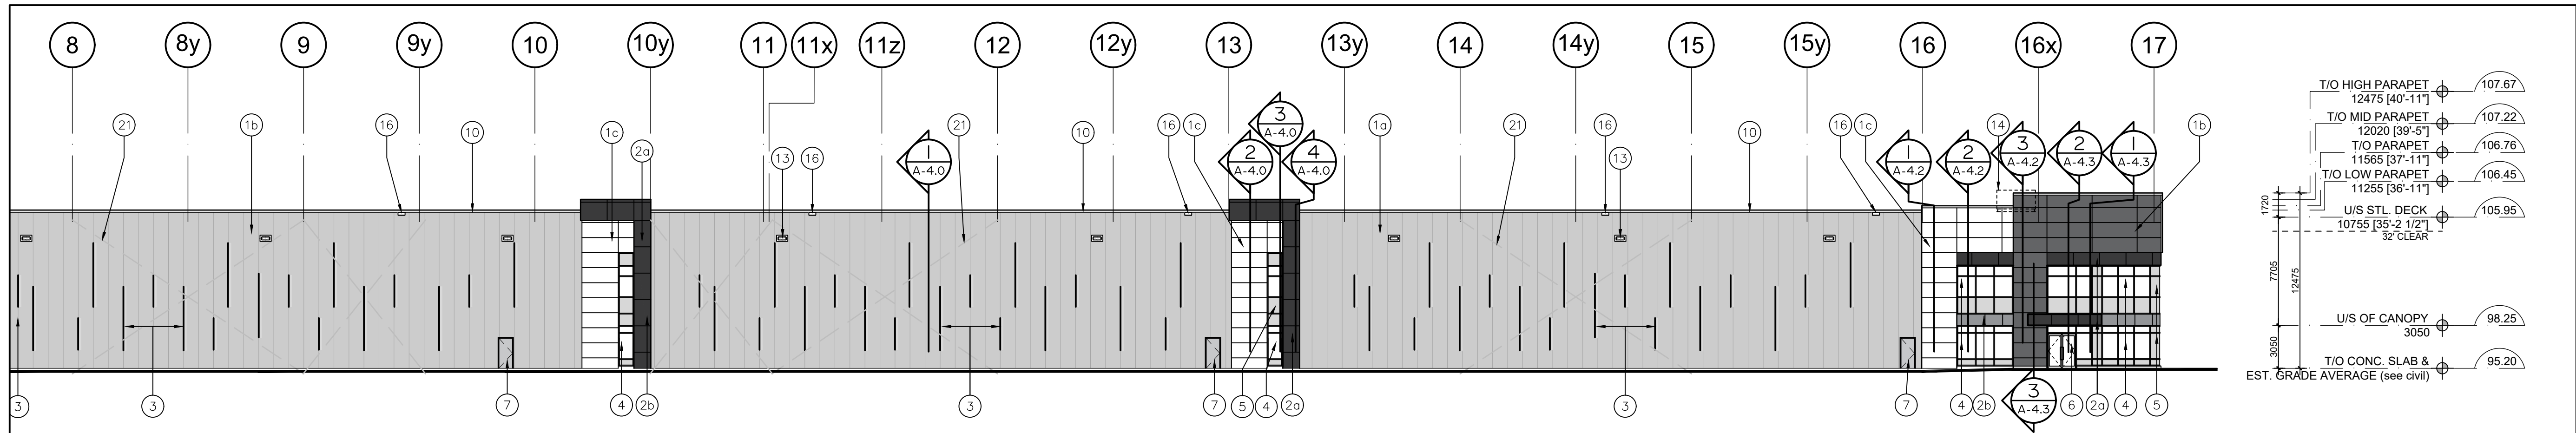 8 8y 9 9y 10 10y 11 11x 11z 12 12y 13 13y 14 14y 15 15y 16 16x 17
T/O HIGH PARAPET 107.67
12475 [40'-11"]
T/O MID PARAPET 107.22
12020 [39'-5"]
T/O PARAPET 106.76
11565 [37'-11"]
T/O LOW PARAPET 106.45
11255 [36'-11"]
U/S STL. DECK 105.95
10755 [35'-2 1/2"]
32' CLEAR
U/S OF CANOPY 98.25
3050
T/O CONC. SLAB & 95.20
EST. GRADE AVERAGE (see civil)
1720
7705
12475
3050
21 1b 16 10 1c 2a 13 16 21 10 16 1c 1a 21 16 13 10 16 1c 14 1b
1
A-4.0
2
A-4.0
3
A-4.0
4
A-4.0
1
A-4.2
2
A-4.2
3
A-4.2
2
A-4.3
1
A-4.3
3 3 7 4 2b 3 7 5 4 2a 3 7 4 2b
3
A-4.3
6 2a 4 5